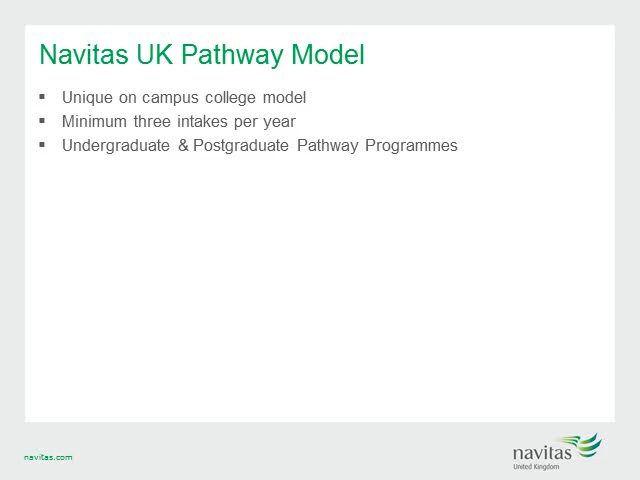 Navitas UK Pathway Model
▪ Unique on campus college model
▪ Minimum three intakes per year
▪ Undergraduate & Postgraduate Pathway Programmes
navitas.com
navitas
United Kingdom